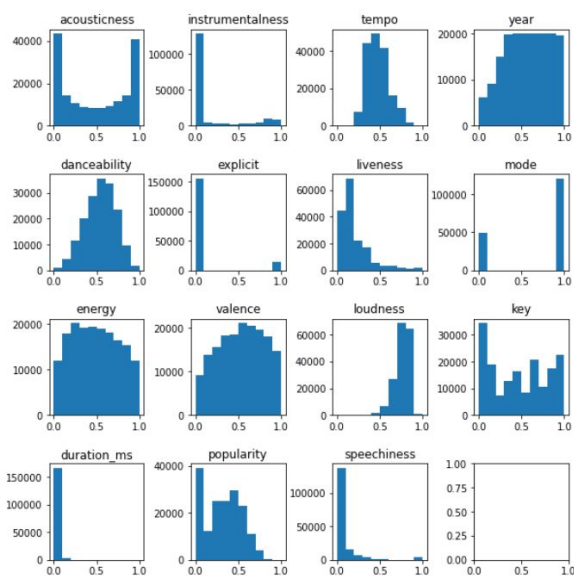 acousticness instrumentalness tempo year
40000 20000 0
100000 50000 0
40000 20000 0
20000 10000 0
0.0 0.5 1.0 0.0 0.5 1.0 0.0 0.5 1.0 0.0 0.5 1.0
danceability explicit liveness mode
30000 20000 10000 0
150000 100000 50000 0
60000 40000 20000 0
100000 50000 0
0.0 0.5 1.0 0.0 0.5 1.0 0.0 0.5 1.0 0.0 0.5 1.0
energy valence loudness key
20000 15000 10000 5000 0
20000 15000 10000 5000 0
60000 40000 20000 0
30000 20000 10000 0
0.0 0.5 1.0 0.0 0.5 1.0 0.0 0.5 1.0 0.0 0.5 1.0
duration_ms popularity speechiness
150000 100000 50000 0
40000 20000 0
100000 50000 0
1.00 0.75 0.50 0.25 0.00
0.0 0.5 1.0 0.0 0.5 1.0 0.0 0.5 1.0 0.0 0.5 1.0